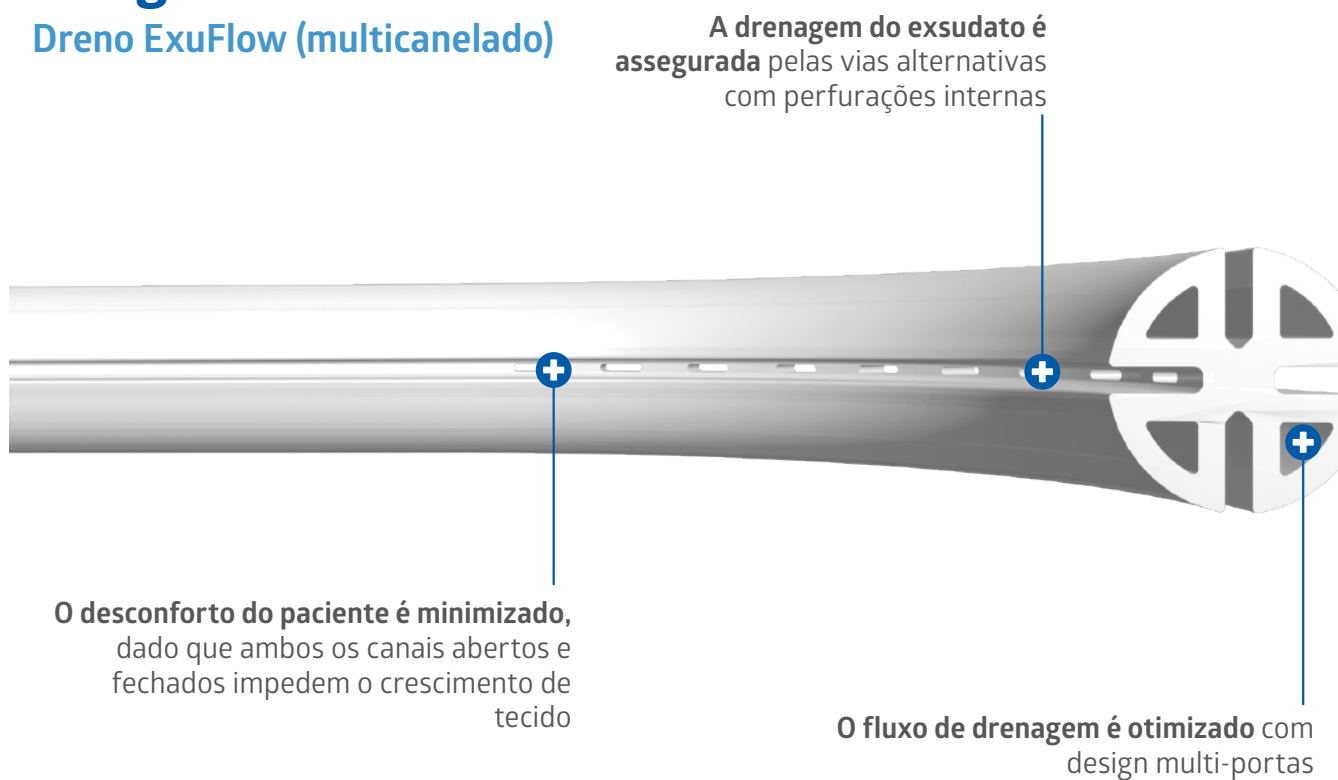 Dreno ExuFlow (multicanelado)
A drenagem do exsudato é
assegurada pelas vias alternativas
com perfurações internas
O desconforto do paciente é minimizado,
dado que ambos os canais abertos e
fechados impedem o crescimento de
tecido
O fluxo de drenagem é otimizado com
design multi-portas